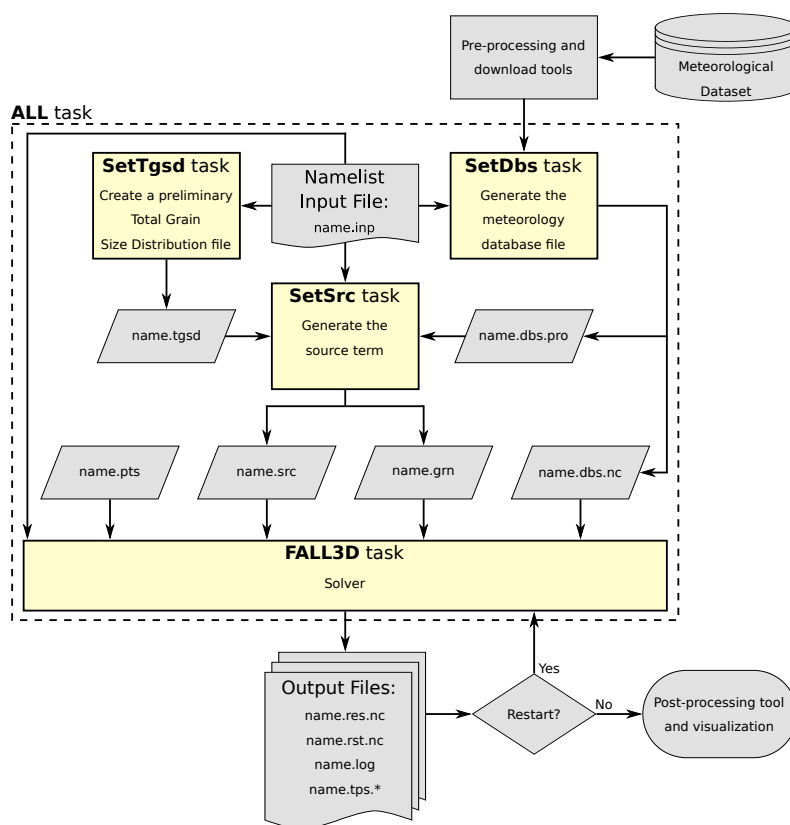 Pre-processing and
download tools
Meteorological
Dataset
ALL task
SetTgsd task
Create a preliminary
Total Grain
Size Distribution file
Namelist
Input File:
name.inp
SetDbs task
Generate the
meteorology
database file
SetSrc task
Generate the
source term
name.tgsd
name.dbs.pro
name.pts
name.src
name.grn
name.dbs.nc
FALL3D task
Solver
Output Files:
name.res.nc
name.rst.nc
name.log
name.tps.*
Restart?
Yes
No
Post-processing tool
and visualization